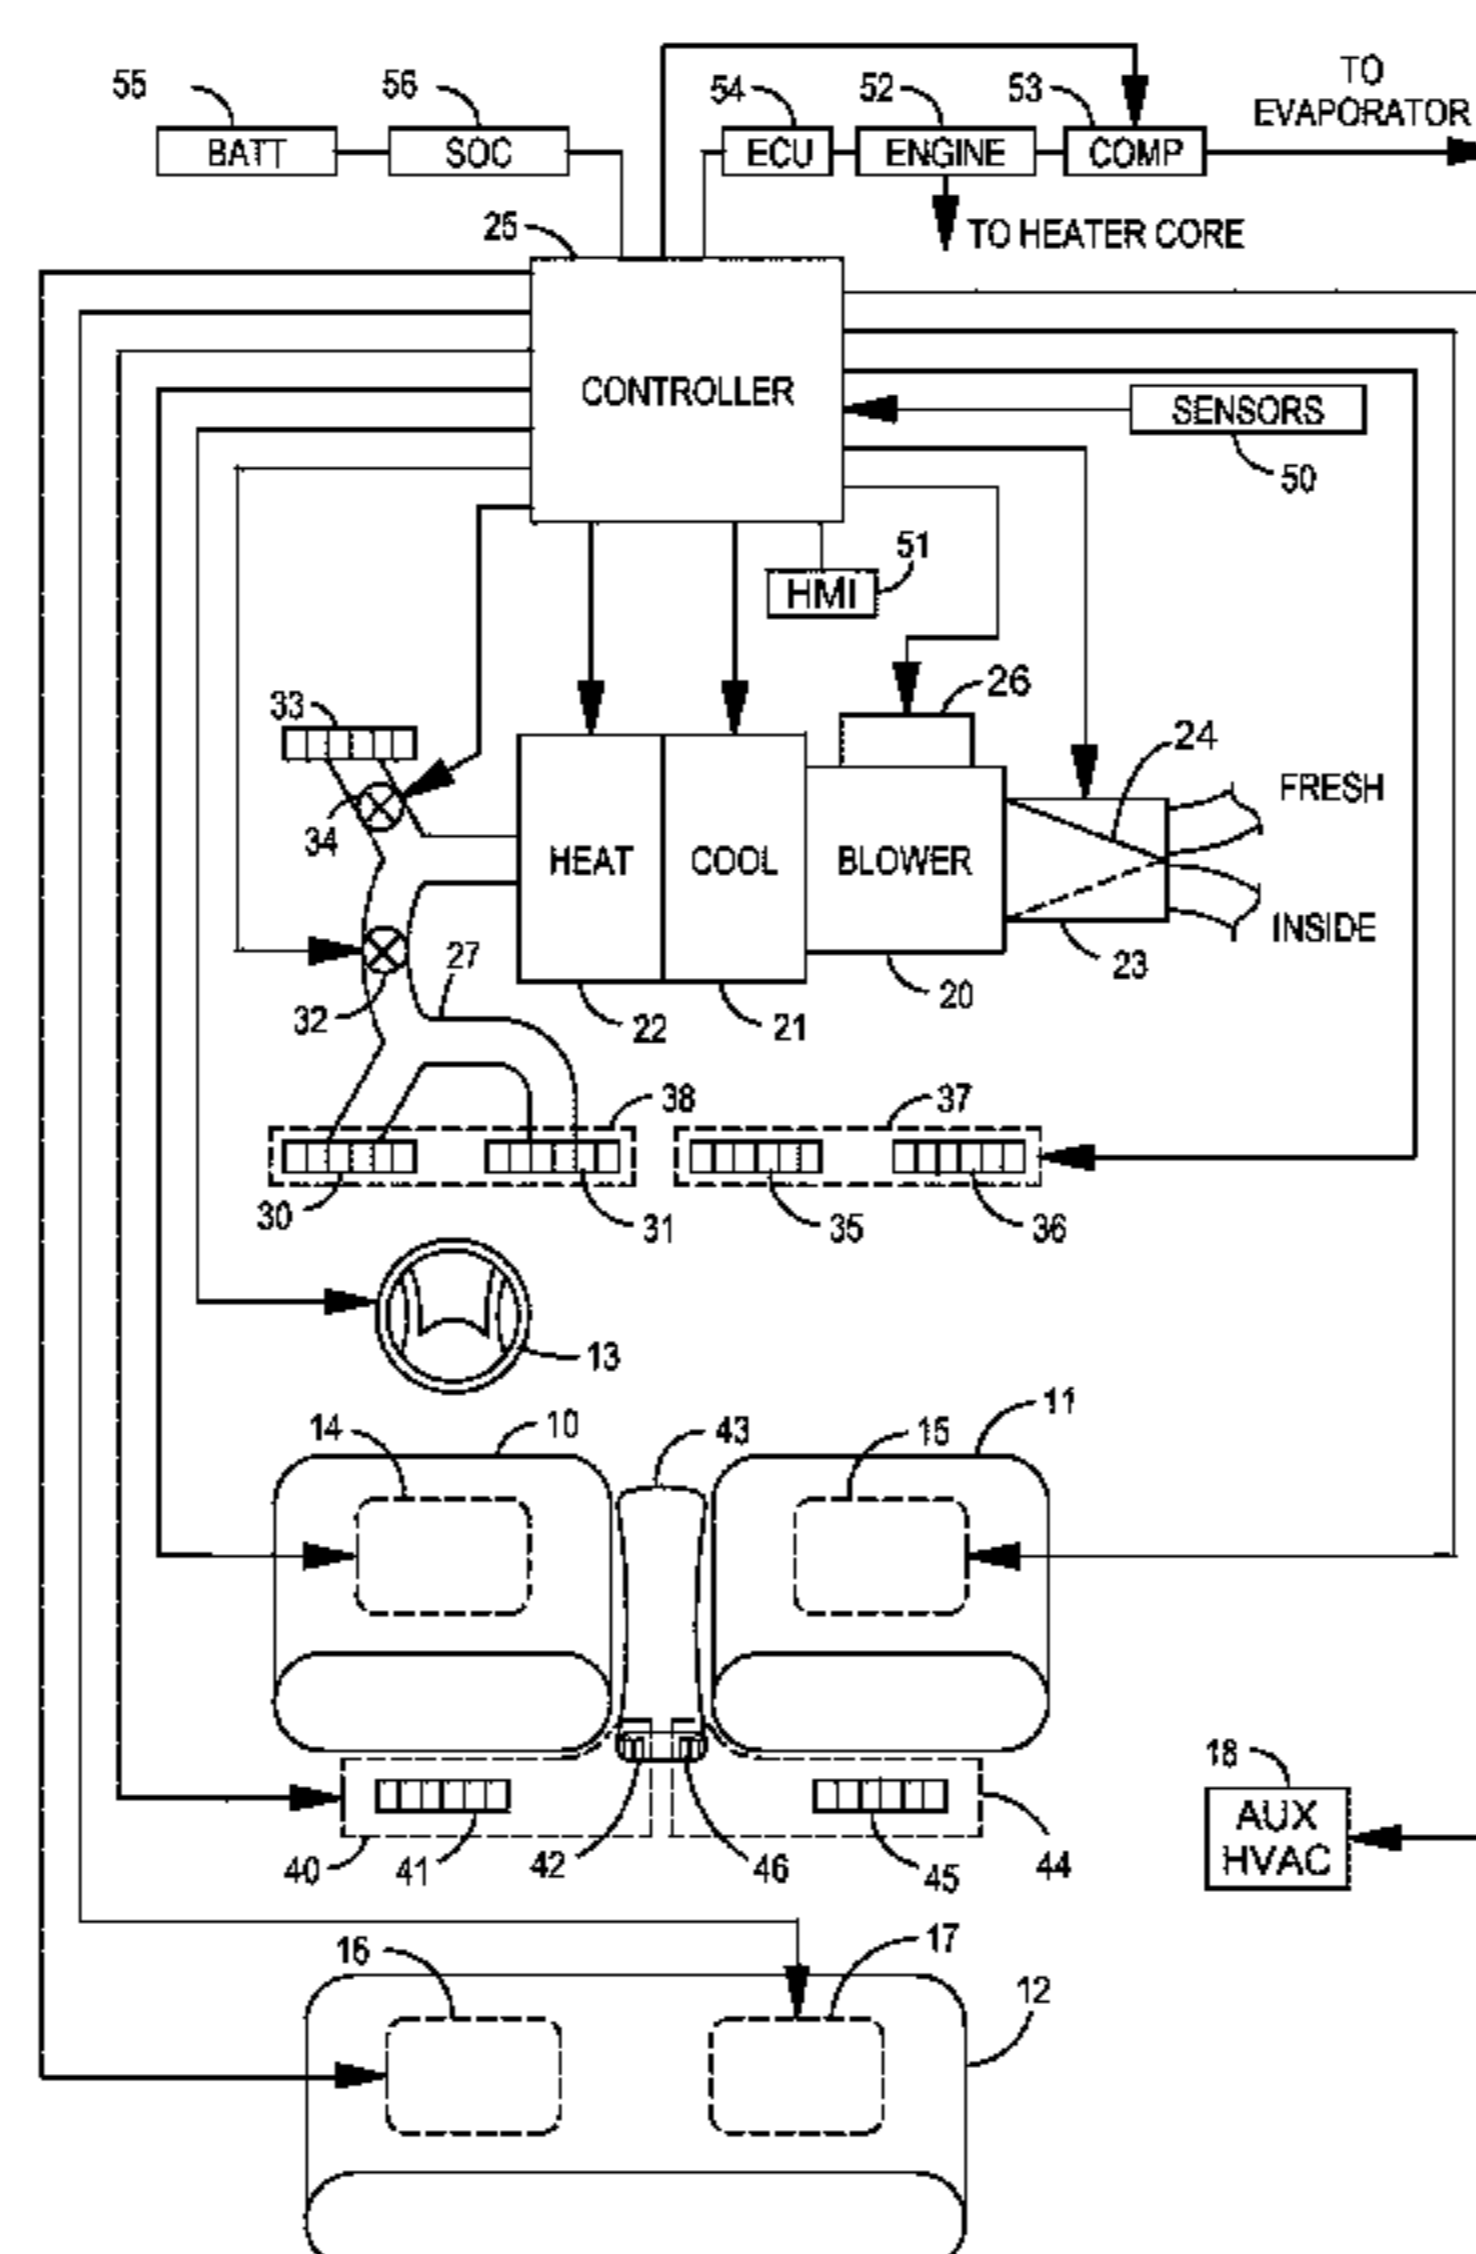 TO
EVAPORATOR
55
56
54
52
53
BATT
SOC
ECU
ENGINE
COMP
25
TO HEATER CORE
CONTROLLER
SENSORS
50
51
HMI
33
26
24
FRESH
34
HEAT
COOL
BLOWER
INSIDE
27
23
32
22
21
20
38
37
30
31
35
36
13
14
10
43
15
11
18
AUX
HVAC
40
41
42
46
45
44
16
17
12